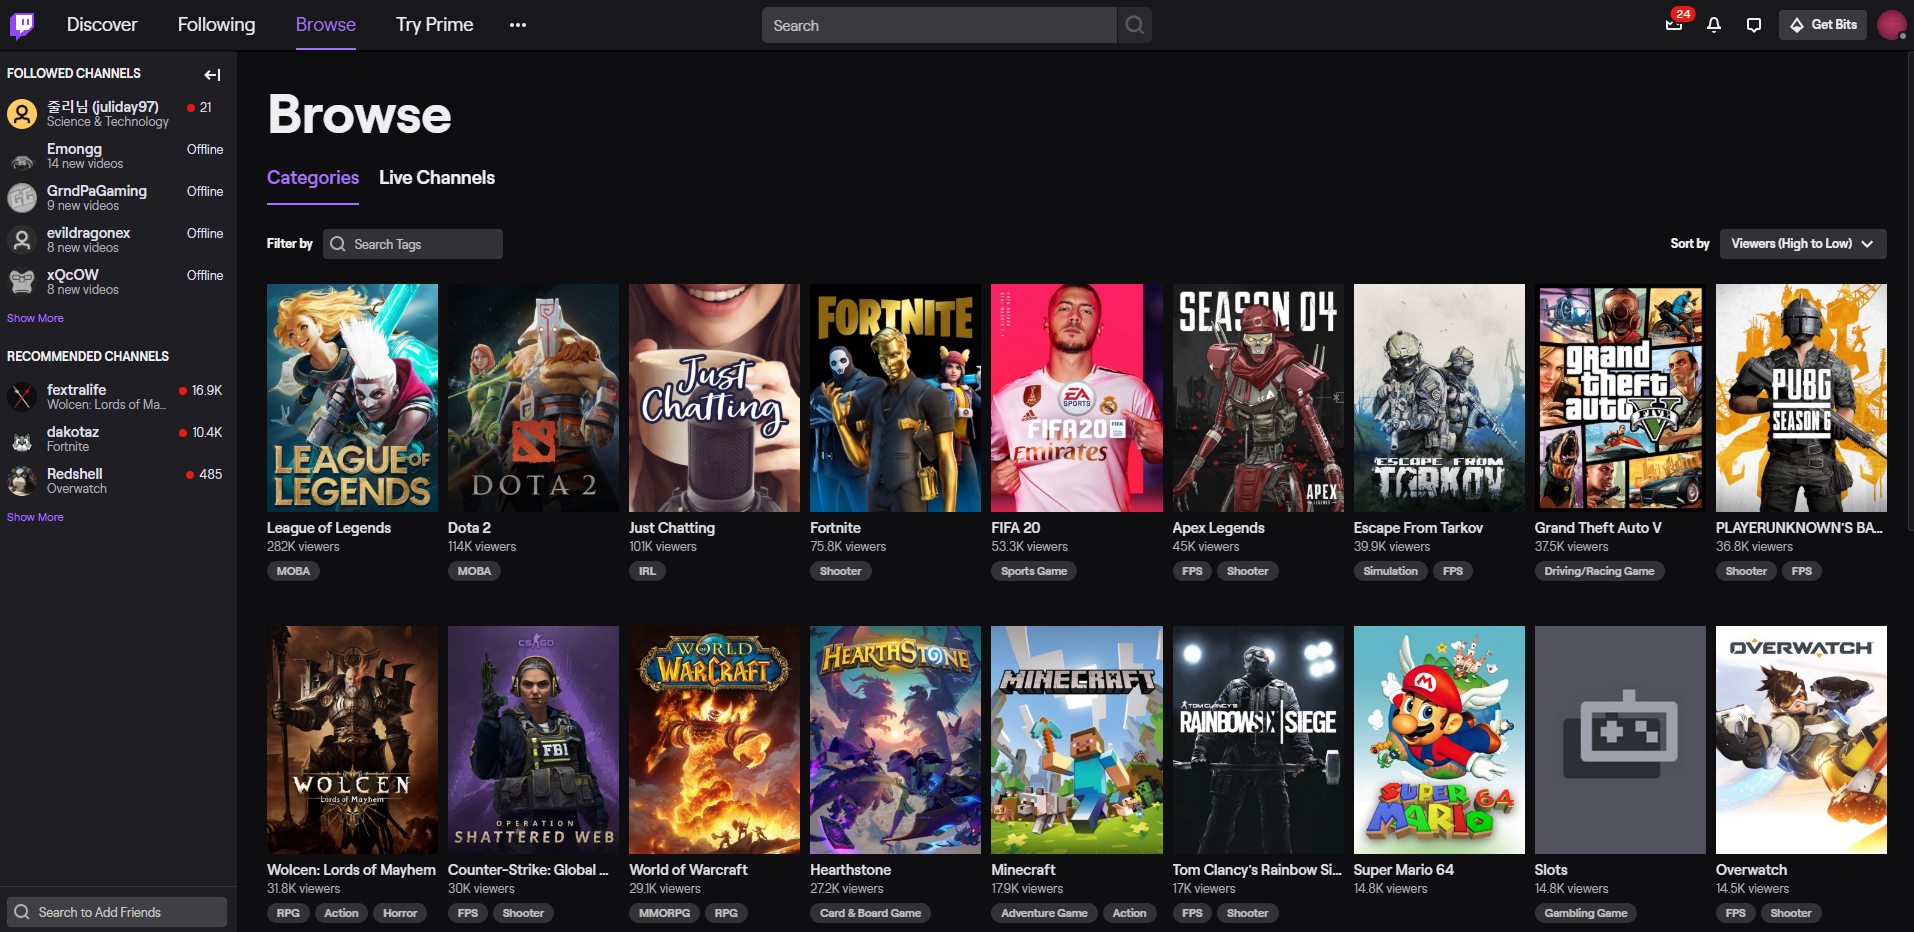 Discover
Following
Browse
Try Prime
Search
24
Get Bits
FOLLOWED CHANNELS
줄리님 (juliday97)
21
Science & Technology
Emongg
Offline
14 new videos
GrndPaGaming
Offline
9 new videos
evildragonex
Offline
8 new videos
xQcOW
Offline
8 new videos
Show More
RECOMMENDED CHANNELS
fextralife
16.9K
Wolcen: Lords of Ma...
dakotaz
10.4K
Fortnite
Redshell
485
Overwatch
Show More
Search to Add Friends
Browse
Categories
Live Channels
Filter by
Search Tags
Sort by
Viewers (High to Low)
LEAGUE OF
LEGENDS
League of Legends
282K viewers
MOBA
DOTA 2
Dota 2
114K viewers
MOBA
Just
Chatting
Just Chatting
101K viewers
IRL
FORTNITE
Fortnite
75.8K viewers
Shooter
EA
SPORTS
FIFA 20
Emirates
FIFA 20
53.3K viewers
Sports Game
SEASON 04
APEX
LEGENDS
Apex Legends
45K viewers
FPS
Shooter
ESCAPE FROM
TARKOV
Escape From Tarkov
39.9K viewers
Simulation
FPS
grand
theft
auto V
FIVE
Grand Theft Auto V
37.5K viewers
Driving/Racing Game
PUBG
SEASON 6
PLAYERUNKNOWN'S BA...
36.8K viewers
Shooter
FPS
WOLCEN
Lords of Mayhem
Wolcen: Lords of Mayhem
31.8K viewers
RPG
Action
Horror
CS GO
FBI
OPERATION
SHATTERED WEB
Counter-Strike: Global ...
30K viewers
FPS
Shooter
WORLD
OF
WARCRAFT
World of Warcraft
29.1K viewers
MMORPG
RPG
HEARTHSTONE
Hearthstone
27.2K viewers
Card & Board Game
MINECRAFT
Minecraft
17.9K viewers
Adventure Game
Action
TOM CLANCY'S
RAINBOW SIX SIEGE
Tom Clancy's Rainbow Si...
17K viewers
FPS
Shooter
M
SUPER
MARIO 64
Super Mario 64
14.8K viewers
Slots
14.8K viewers
Gambling Game
OVERWATCH
Overwatch
14.5K viewers
FPS
Shooter